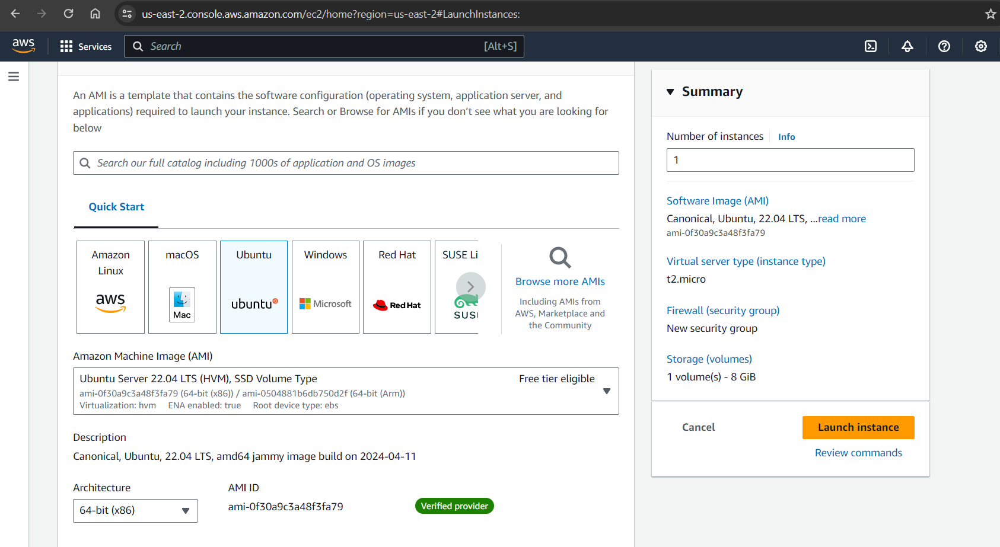 us-east-2.console.aws.amazon.com/ec2/home?region=us-east-2#LaunchInstances:
aws
Services
Search
[Alt+S]
An AMI is a template that contains the software configuration (operating system, application server, and
applications) required to launch your instance. Search or Browse for AMIs if you don't see what you are looking for
below
Search our full catalog including 1000s of application and OS images
Quick Start
Amazon
Linux
aws
macOS
Mac
Ubuntu
ubuntu
Windows
Microsoft
Red Hat
Red Hat
SUSE Li
SUS
Browse more AMIs
Including AMIs from
AWS, Marketplace and
the Community
Amazon Machine Image (AMI)
Ubuntu Server 22.04 LTS (HVM), SSD Volume Type
Free tier eligible
ami-0f30a9c3a48f3fa79 (64-bit (x86)) / ami-0504881b6db750d2f (64-bit (Arm))
Virtualization: hvm ENA enabled: true Root device type: ebs
Description
Canonical, Ubuntu, 22.04 LTS, amd64 jammy image build on 2024-04-11
Architecture
64-bit (x86)
AMI ID
ami-0f30a9c3a48f3fa79
Verified provider
Summary
Number of instances
Info
1
Software Image (AMI)
Canonical, Ubuntu, 22.04 LTS, ...read more
ami-0f30a9c3a48f3fa79
Virtual server type (instance type)
t2.micro
Firewall (security group)
New security group
Storage (volumes)
1 volume(s) - 8 GiB
Cancel
Launch instance
Review commands